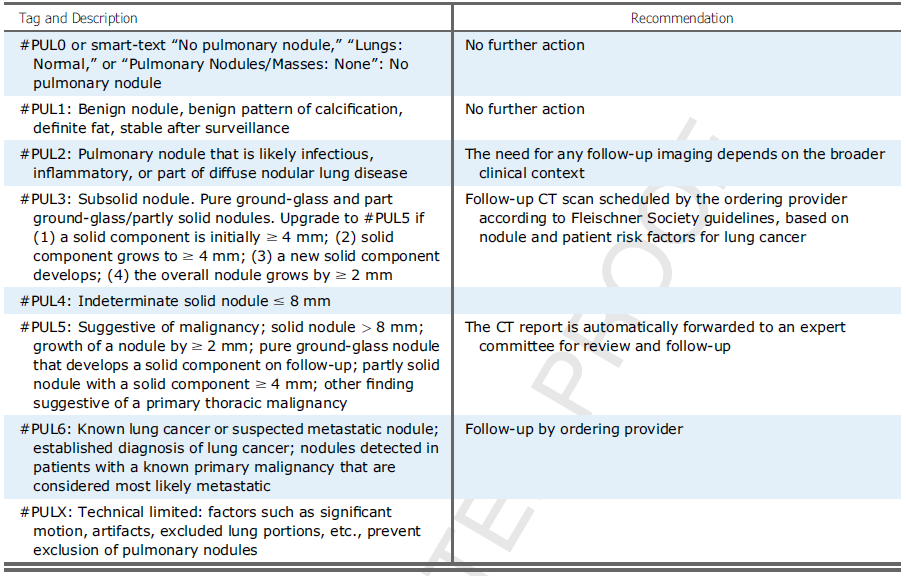 Tag and Description
Recommendation
#PUL0 or smart-text “No pulmonary nodule,” “Lungs:
Normal,” or “Pulmonary Nodules/Masses: None”: No
pulmonary nodule
No further action
#PUL1: Benign nodule, benign pattern of calcification,
definite fat, stable after surveillance
No further action
#PUL2: Pulmonary nodule that is likely infectious,
inflammatory, or part of diffuse nodular lung disease
The need for any follow-up imaging depends on the broader
clinical context
#PUL3: Subsolid nodule. Pure ground-glass and part
ground-glass/partly solid nodules. Upgrade to #PUL5 if
(1) a solid component is initially ≥ 4 mm; (2) solid
component grows to ≥ 4 mm; (3) a new solid component
develops; (4) the overall nodule grows by ≥ 2 mm
Follow-up CT scan scheduled by the ordering provider
according to Fleischner Society guidelines, based on
nodule and patient risk factors for lung cancer
#PUL4: Indeterminate solid nodule ≤ 8 mm
#PUL5: Suggestive of malignancy; solid nodule > 8 mm;
growth of a nodule by ≥ 2 mm; pure ground-glass nodule
that develops a solid component on follow-up; partly solid
nodule with a solid component ≥ 4 mm; other finding
suggestive of a primary thoracic malignancy
The CT report is automatically forwarded to an expert
committee for review and follow-up
#PUL6: Known lung cancer or suspected metastatic nodule;
established diagnosis of lung cancer; nodules detected in
patients with a known primary malignancy that are
considered most likely metastatic
Follow-up by ordering provider
#PULX: Technical limited: factors such as significant
motion, artifacts, excluded lung portions, etc., prevent
exclusion of pulmonary nodules